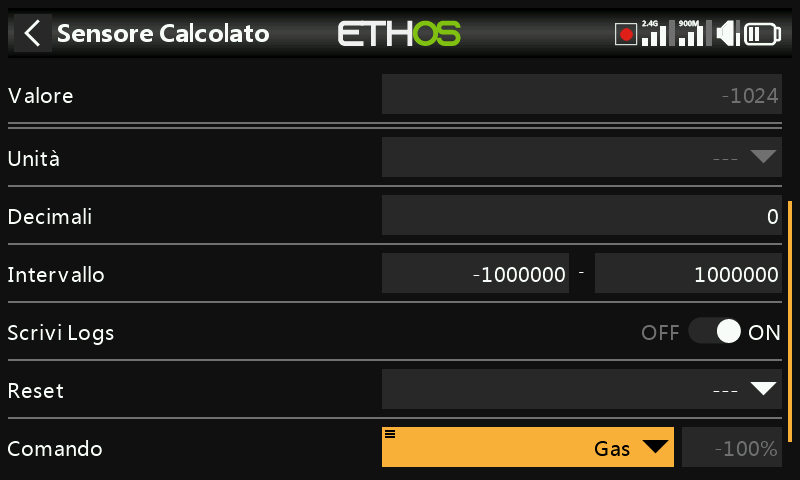 Sensore Calcolato ETHOS 2.4G 900M
Valore -1024
Unità ---
Decimali 0
Intervallo -1000000 - 1000000
Scrivi Logs OFF ON
Reset ---
Comando Gas -100%